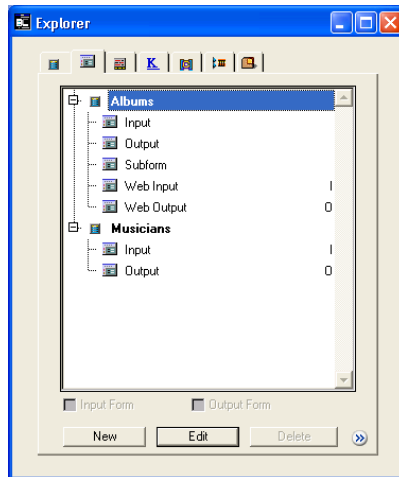 Explorer
K
Albums
Input
Output
Subform
Web Input I
Web Output O
Musicians
Input I
Output O
Input Form Output Form
New Edit Delete